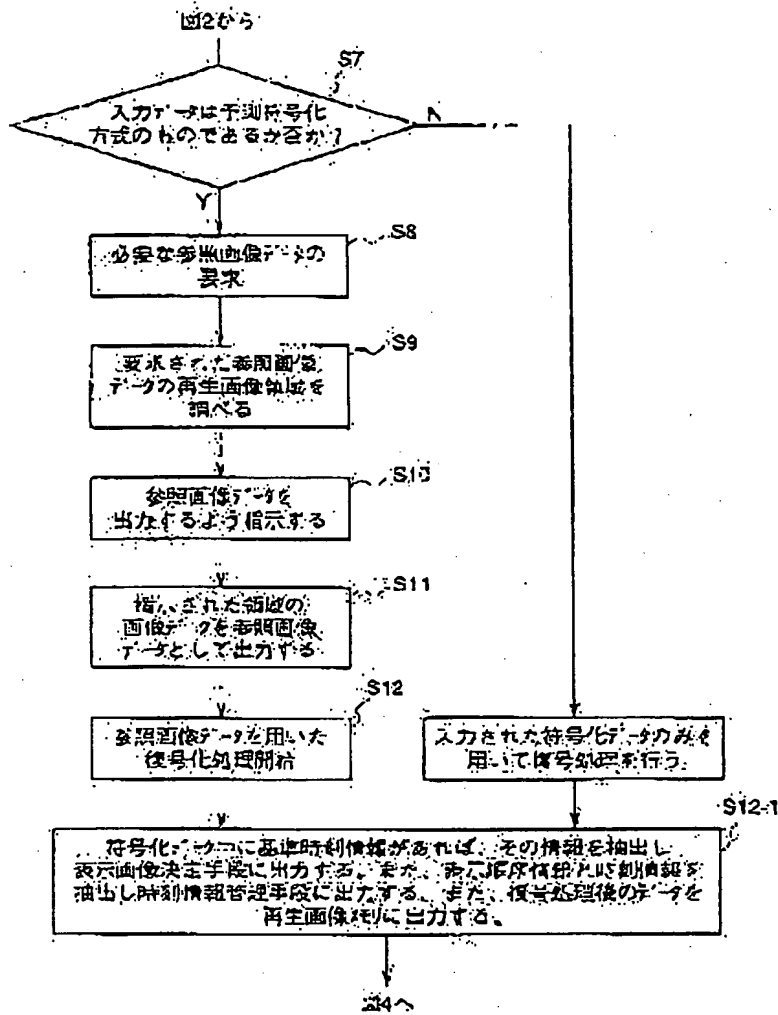 図2から
S7
入力データは予測符号化
方式のものであるか否か?
N
Y
S8
必要な参照画像データの
要求
S9
要求された参照画像
データの再生画像領域を
調べる
S10
参照画像データを
出力するよう指示する
S11
指示された領域の
画像データを参照画像
データとして出力する
S12
参照画像データを用いた
復号化処理開始
入力された符号化データのみを
用いて復号処理を行う
S12-1
符号化データーに基準時刻情報があれば、その情報を抽出し
表示画像決定手段に出力する。また、表示順序情報と時刻情報を
抽出し時刻情報管理手段に出力する。また、復号処理後のデータを
再生画像メモリに出力する。
図4へ